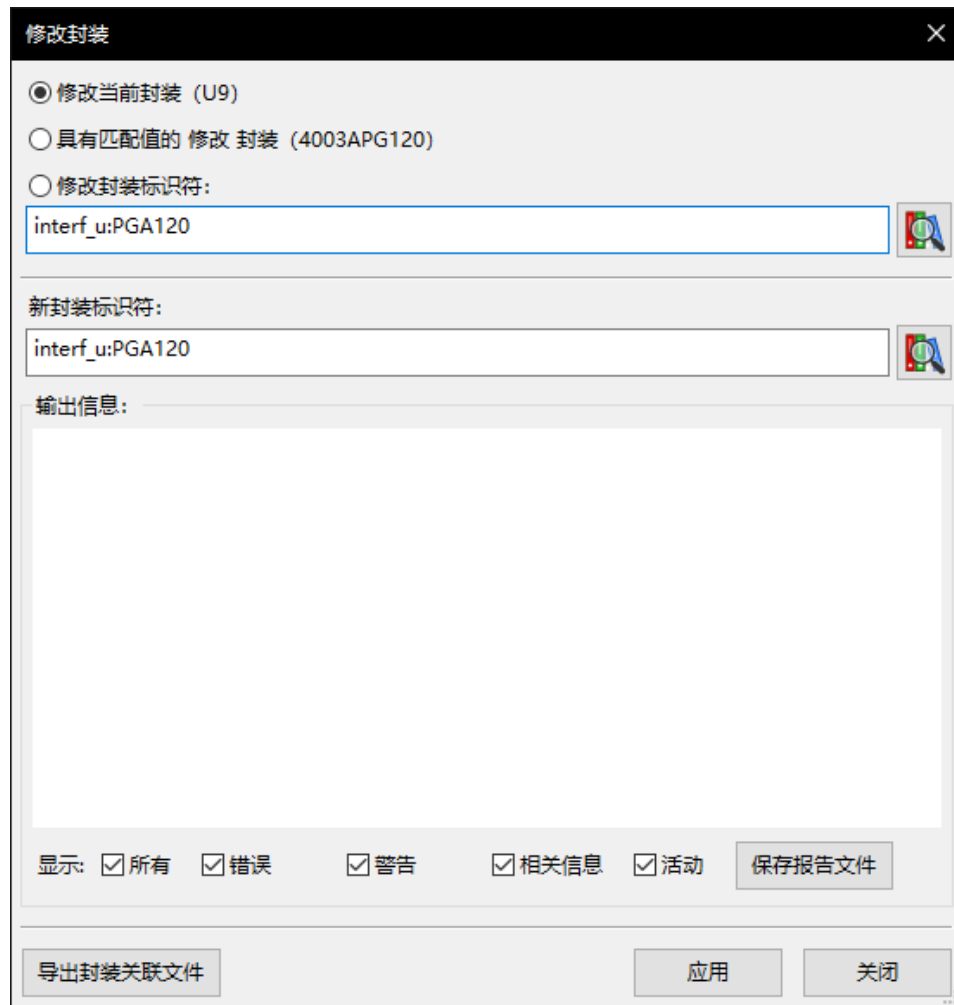 修改封装
修改当前封装（U9）
具有匹配值的 修改 封装（4003APG120）
修改封装标识符：
interf_u:PGA120
新封装标识符：
interf_u:PGA120
输出信息：
显示: 所有 错误 警告 相关信息 活动 保存报告文件
导出封装关联文件 应用 关闭